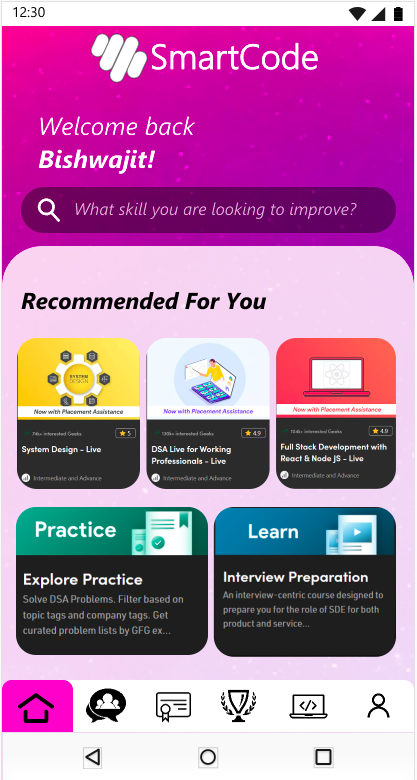 12:30
SmartCode
Welcome back
Bishwajit!
What skill you are looking to improve?
Recommended For You
SYSTEM
DESIGN
Now with Placement Assistance
Now with Placement Assistance
Now with Placement Assistance
interested Geeks
5
interested Geeks
4.9
interested Geeks
4.9
System Design - Live
DSA Live for Working
Professionals - Live
Full Stack Development with
React & Node JS - Live
Intermediate and Advance
Intermediate and Advance
Intermediate and Advance
Practice
Learn
Explore Practice
Solve DSA Problems. Filter based on
topic tags and company tags. Get
curated problem lists by GFG ex...
Interview Preparation
An interview-centric course designed to
prepare you for the role of SDE for both
product and service...